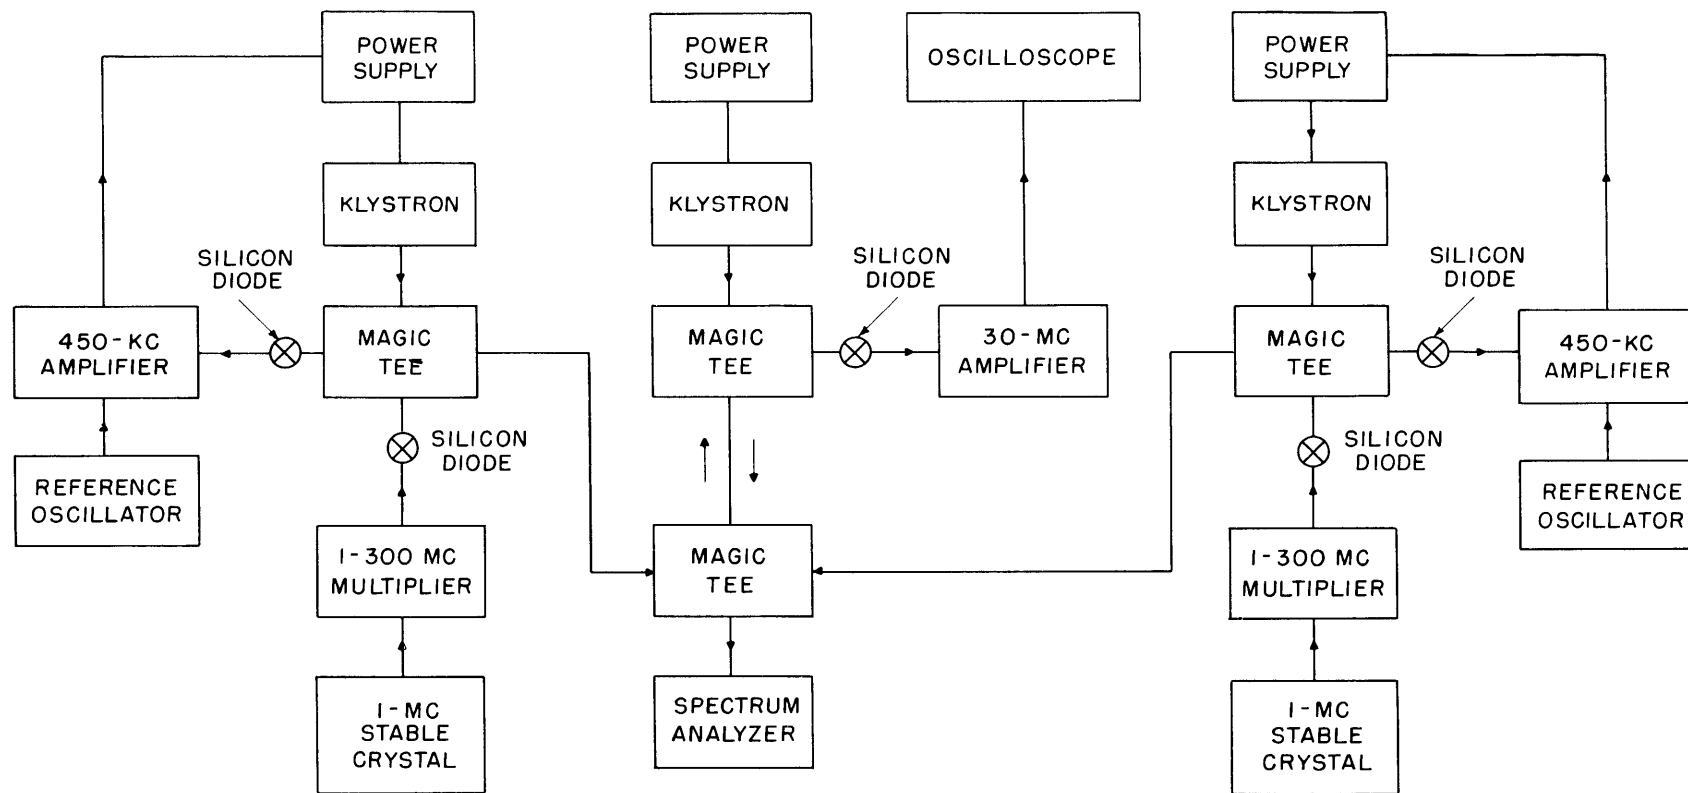 POWER
SUPPLY
POWER
SUPPLY
OSCILLOSCOPE
POWER
SUPPLY
KLYSTRON
KLYSTRON
KLYSTRON
SILICON
DIODE
SILICON
DIODE
SILICON
DIODE
450-KC
AMPLIFIER
MAGIC
TEE
MAGIC
TEE
30-MC
AMPLIFIER
MAGIC
TEE
450-KC
AMPLIFIER
SILICON
DIODE
SILICON
DIODE
REFERENCE
OSCILLATOR
REFERENCE
OSCILLATOR
1-300 MC
MULTIPLIER
MAGIC
TEE
1-300 MC
MULTIPLIER
1-MC
STABLE
CRYSTAL
SPECTRUM
ANALYZER
1-MC
STABLE
CRYSTAL